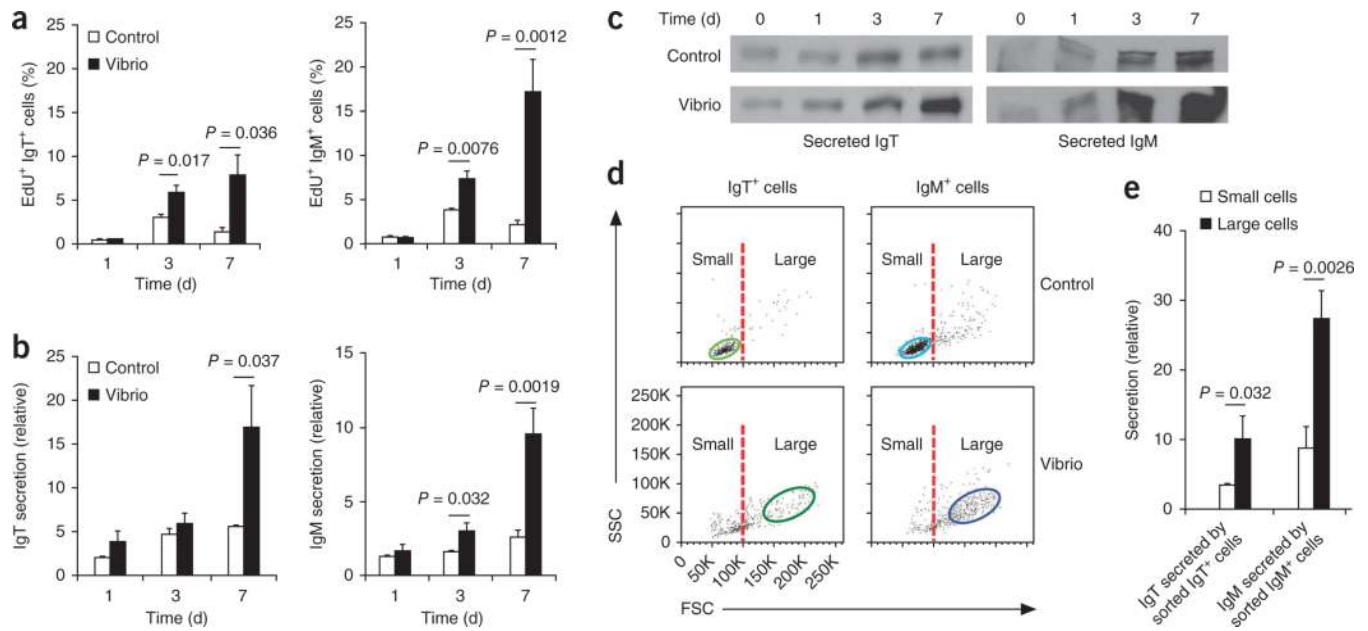 a
Control
Vibrio
EdU⁺ IgT⁺ cells (%)
25
20
15
10
5
0
P = 0.017
P = 0.036
1 3 7
Time (d)
EdU⁺ IgM⁺ cells (%)
25
20
15
10
5
0
P = 0.0076
P = 0.0012
1 3 7
Time (d)
b
Control
Vibrio
IgT secretion (relative)
25
20
15
10
5
0
P = 0.037
1 3 7
Time (d)
IgM secretion (relative)
15
10
5
0
P = 0.032
P = 0.0019
1 3 7
Time (d)
c
Time (d) 0 1 3 7 0 1 3 7
Control
Vibrio
Secreted IgT Secreted IgM
d
IgT⁺ cells IgM⁺ cells
Small Large Small Large
Control
Small Large Small Large
Vibrio
250K
200K
150K
100K
50K
0
SSC
0 50K 100K 150K 200K 250K
FSC
e
Small cells
Large cells
Secretion (relative)
40
30
20
10
0
P = 0.032
P = 0.0026
IgT secreted by
sorted IgT⁺ cells
IgM secreted by
sorted IgM⁺ cells